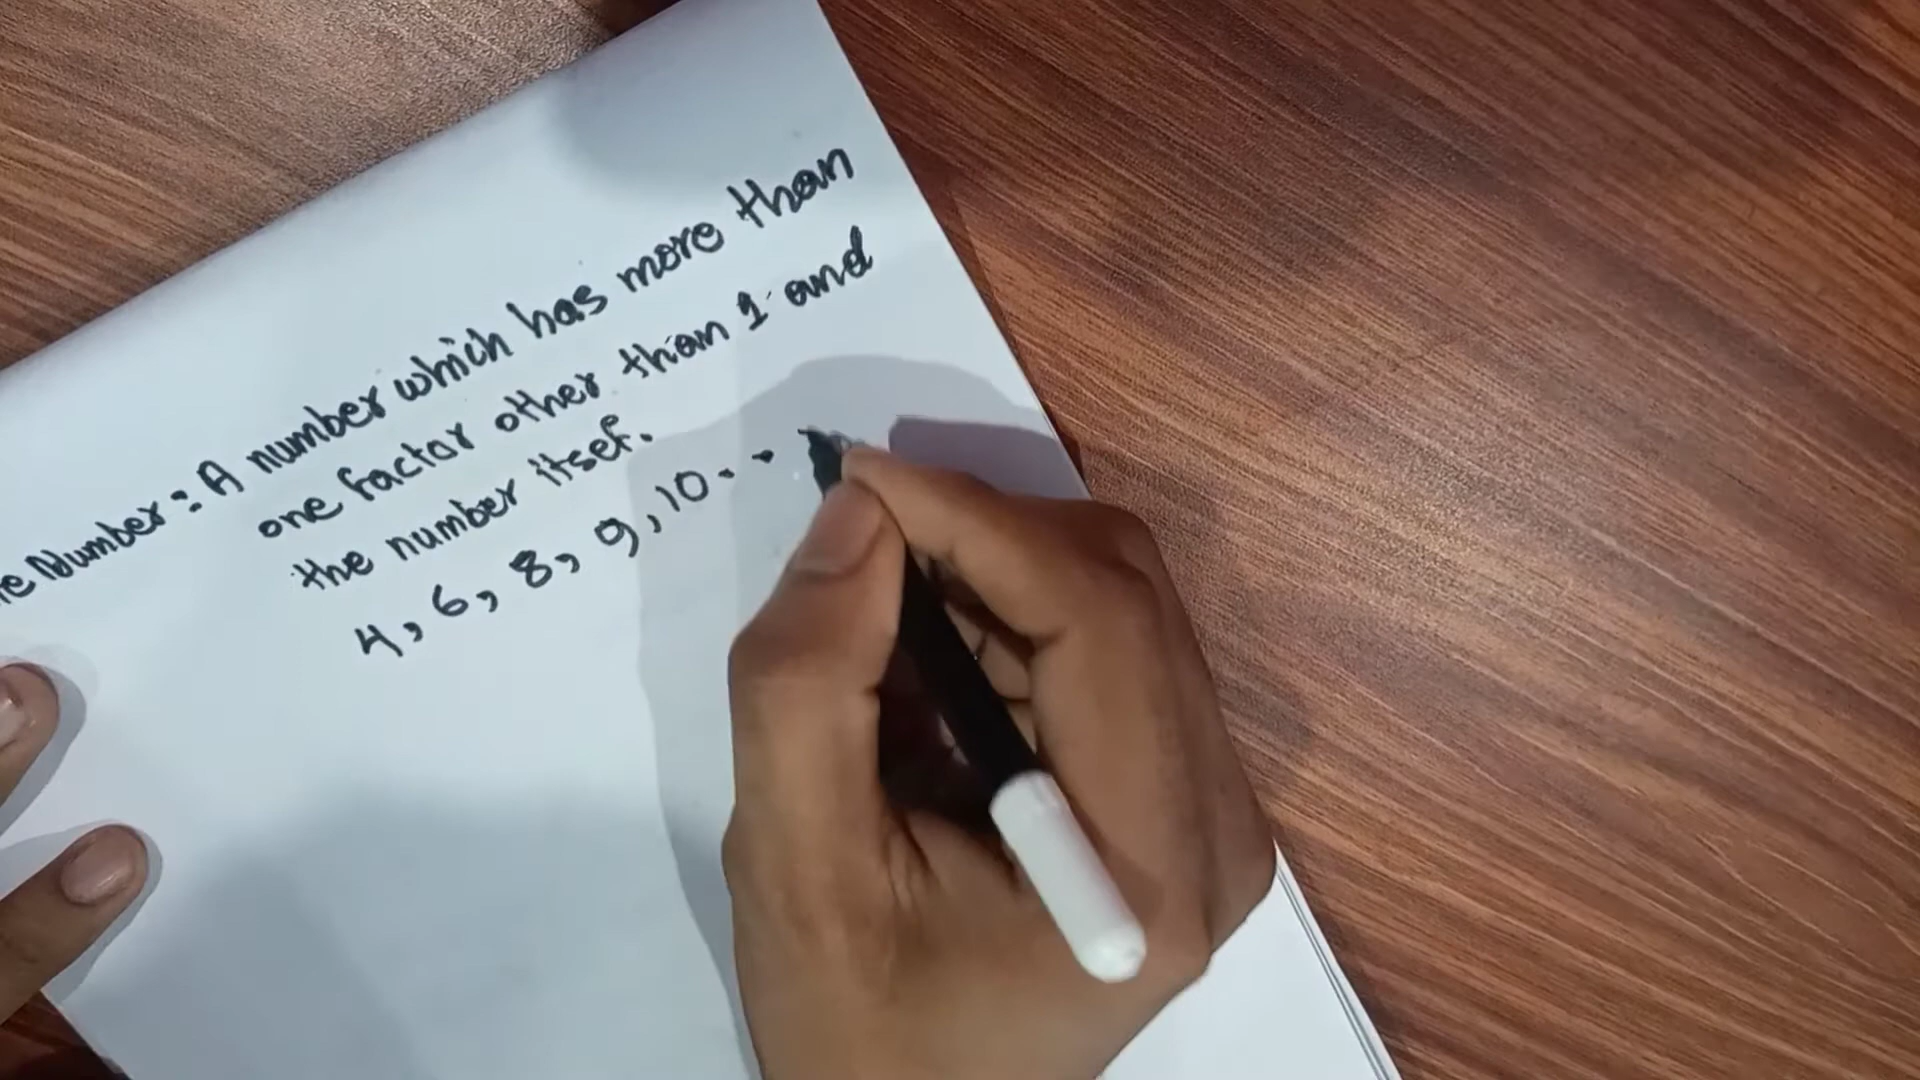 te Number : A number which has more than
one factor other than 1 and
the number itsef.
4, 6, 8, 9, 10...